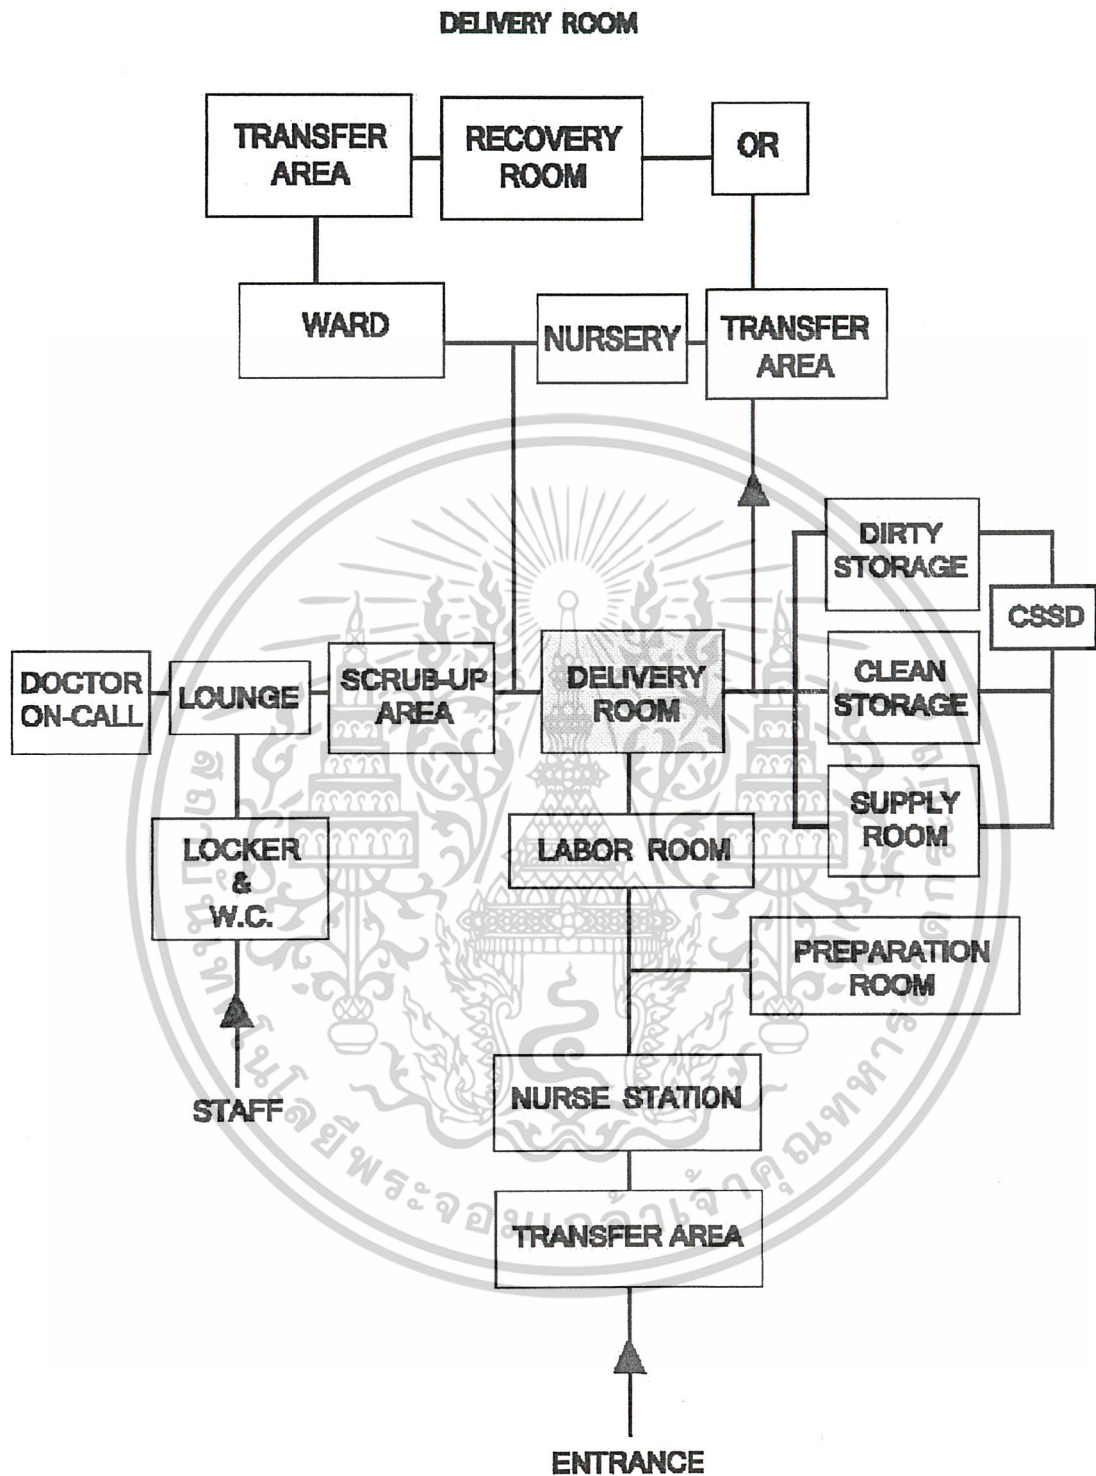 DELIVERY ROOM
TRANSFER
AREA
RECOVERY
ROOM
OR
WARD
NURSERY
TRANSFER
AREA
DIRTY
STORAGE
CSSD
DOCTOR
ON-CALL
LOUNGE
SCRUB-UP
AREA
DELIVERY
ROOM
CLEAN
STORAGE
SUPPLY
ROOM
LOCKER
&
W.C.
LABOR ROOM
PREPARATION
ROOM
NURSE STATION
STAFF
TRANSFER AREA
ENTRANCE